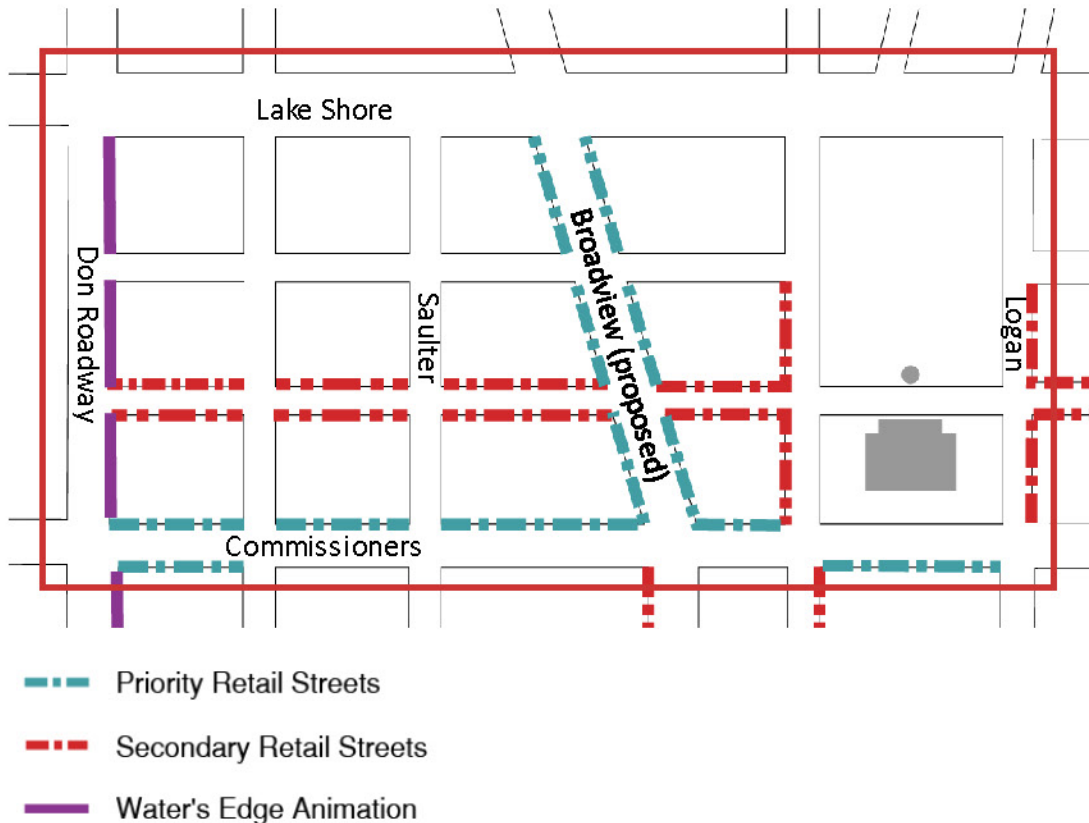 Lake Shore
Don Roadway
Saulter
Broadview (proposed)
Logan
Commissioners
Priority Retail Streets
Secondary Retail Streets
Water's Edge Animation